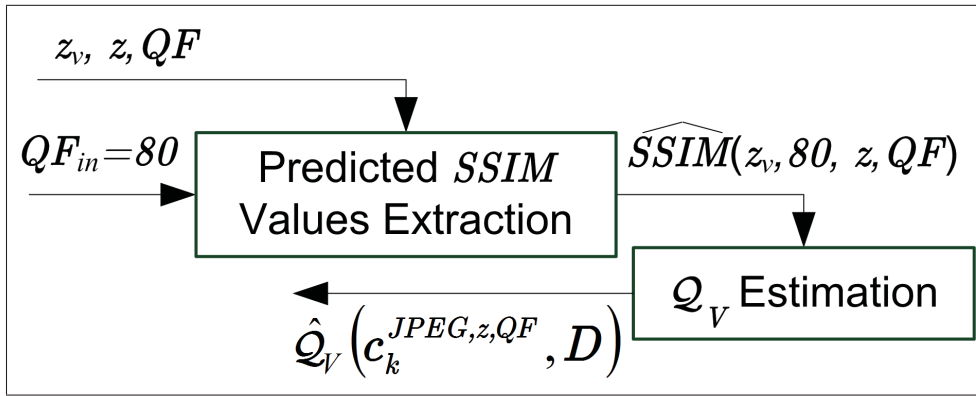 z_v, z, QF
QF_in=80
Predicted SSIM
Values Extraction
\widehat{SSIM}(z_v,80, z,QF)
𝒬_V Estimation
\hat{𝒬}_V(c_k^{JPEG,z,QF}, D)